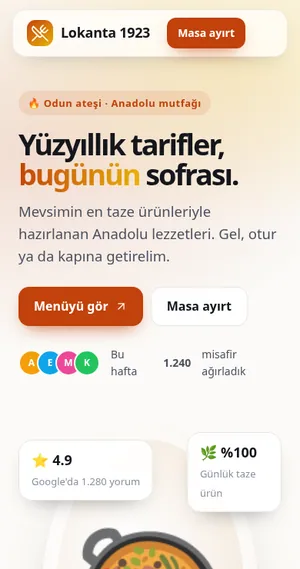 Lokanta 1923
Masa ayırt
🔥 Odun ateşi · Anadolu mutfağı
Yüzyıllık tarifler,
bugünün sofrası.
Mevsimin en taze ürünleriyle
hazırlanan Anadolu lezzetleri. Gel, otur
ya da kapına getirelim.
Menüyü gör ↗
Masa ayırt
A E M K
Bu
hafta
1.240
misafir
ağırladık
⭐ 4.9
Google'da 1.280 yorum
🌿 %100
Günlük taze
ürün